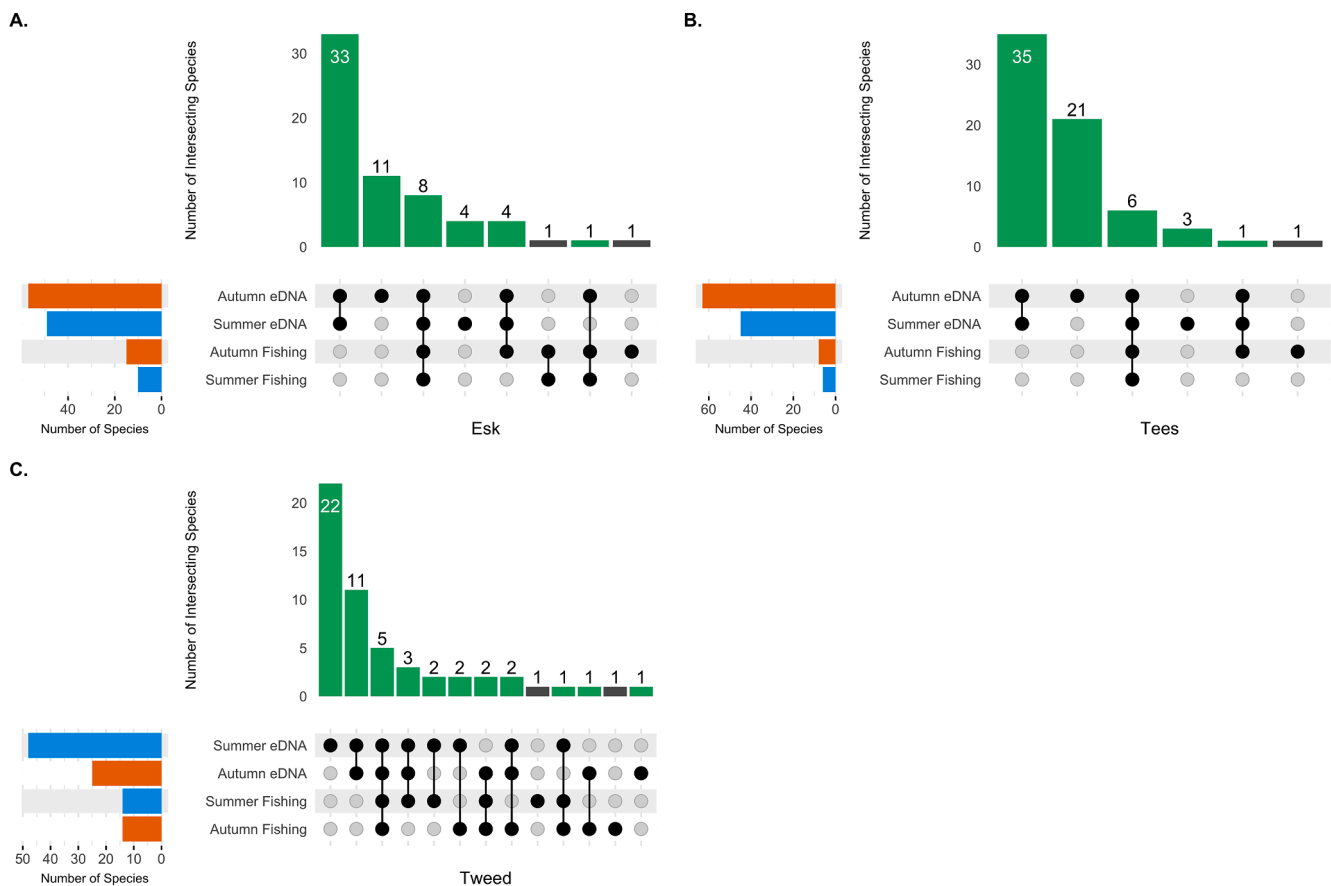 A.
Number of Intersecting Species
30
20
10
0
33
11
8
4
4
1
1
1
Autumn eDNA
Summer eDNA
Autumn Fishing
Summer Fishing
40 20 0
Number of Species
Esk
B.
Number of Intersecting Species
30
20
10
0
35
21
6
3
1
1
Autumn eDNA
Summer eDNA
Autumn Fishing
Summer Fishing
60 40 20 0
Number of Species
Tees
C.
Number of Intersecting Species
20
15
10
5
0
22
11
5
3
2
2
2
2
1
1
1
1
1
Summer eDNA
Autumn eDNA
Summer Fishing
Autumn Fishing
50 40 30 20 10 0
Number of Species
Tweed